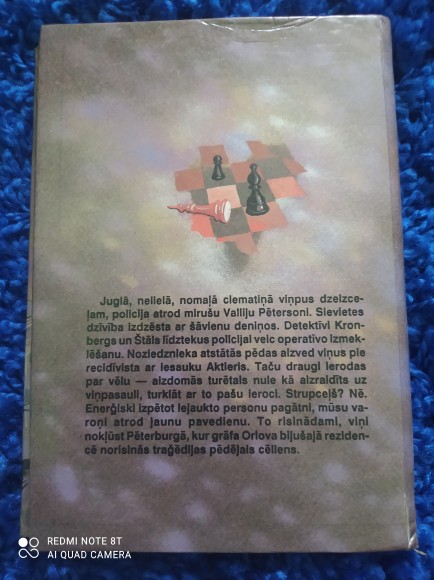 Juglā, nelielā, nomaļā ciematiņā viņpus dzelzce-
ļam, policija atrod mirušu Valliju Pētersoni. Sievietes
dzīvība izdzēsta ar šāvienu deniņos. Detektīvi Kron-
bergs un Štāls līdztekus policijai veic operatīvo izmek-
lēšanu. Noziedznieka atstātās pēdas aizved viņus pie
recidīvista ar iesauku Aktieris. Taču draugi ierodas
par vēlu — aizdomās turētais nule kā aizraidīts uz
viņpasauli, turklāt ar to pašu ieroci. Strupceļš? Nē.
Enerģiski izpētot iejaukto personu pagātni, mūsu va-
roņi atrod jaunu pavedienu. To risinādami, viņi
nokļūst Pēterburgā, kur grāfa Orlova bijušajā reziden-
cē norisinās traģēdijas pēdējais cēliens.
REDMI NOTE 8T
AI QUAD CAMERA